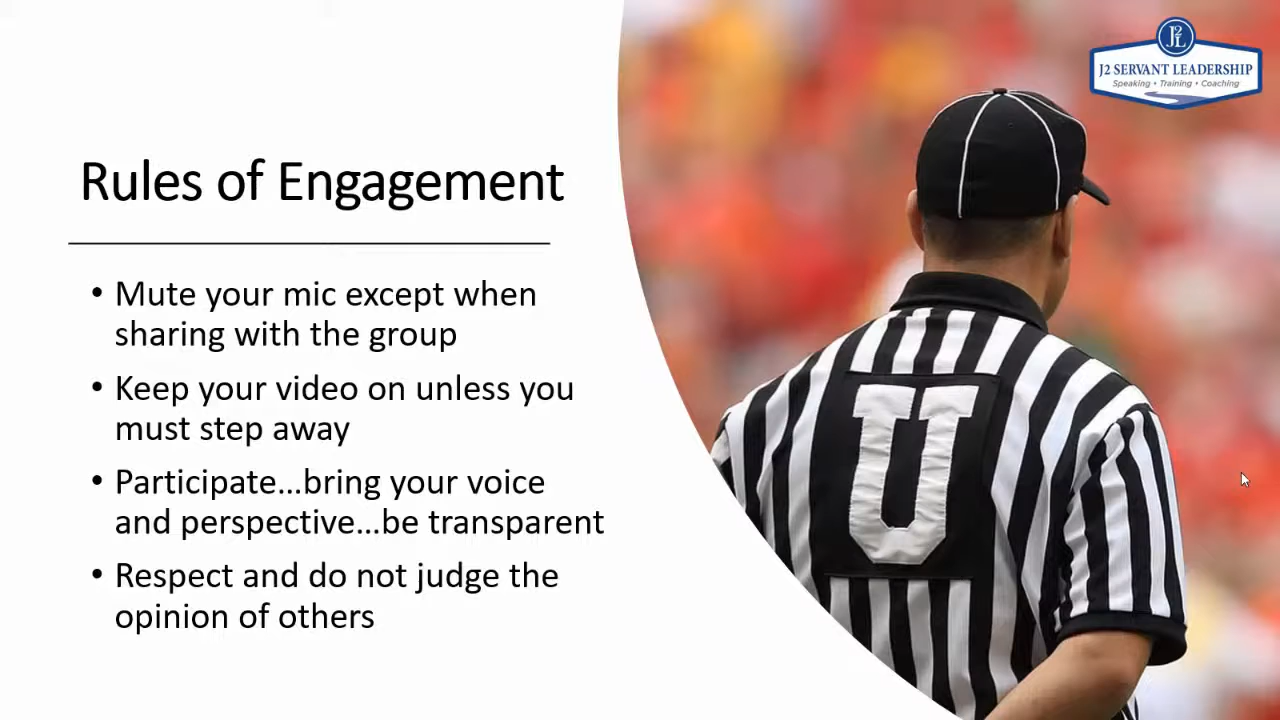 Rules of Engagement
• Mute your mic except when
sharing with the group
• Keep your video on unless you
must step away
• Participate...bring your voice
and perspective...be transparent
• Respect and do not judge the
opinion of others
J2L
J2 SERVANT LEADERSHIP
Speaking • Training • Coaching
U